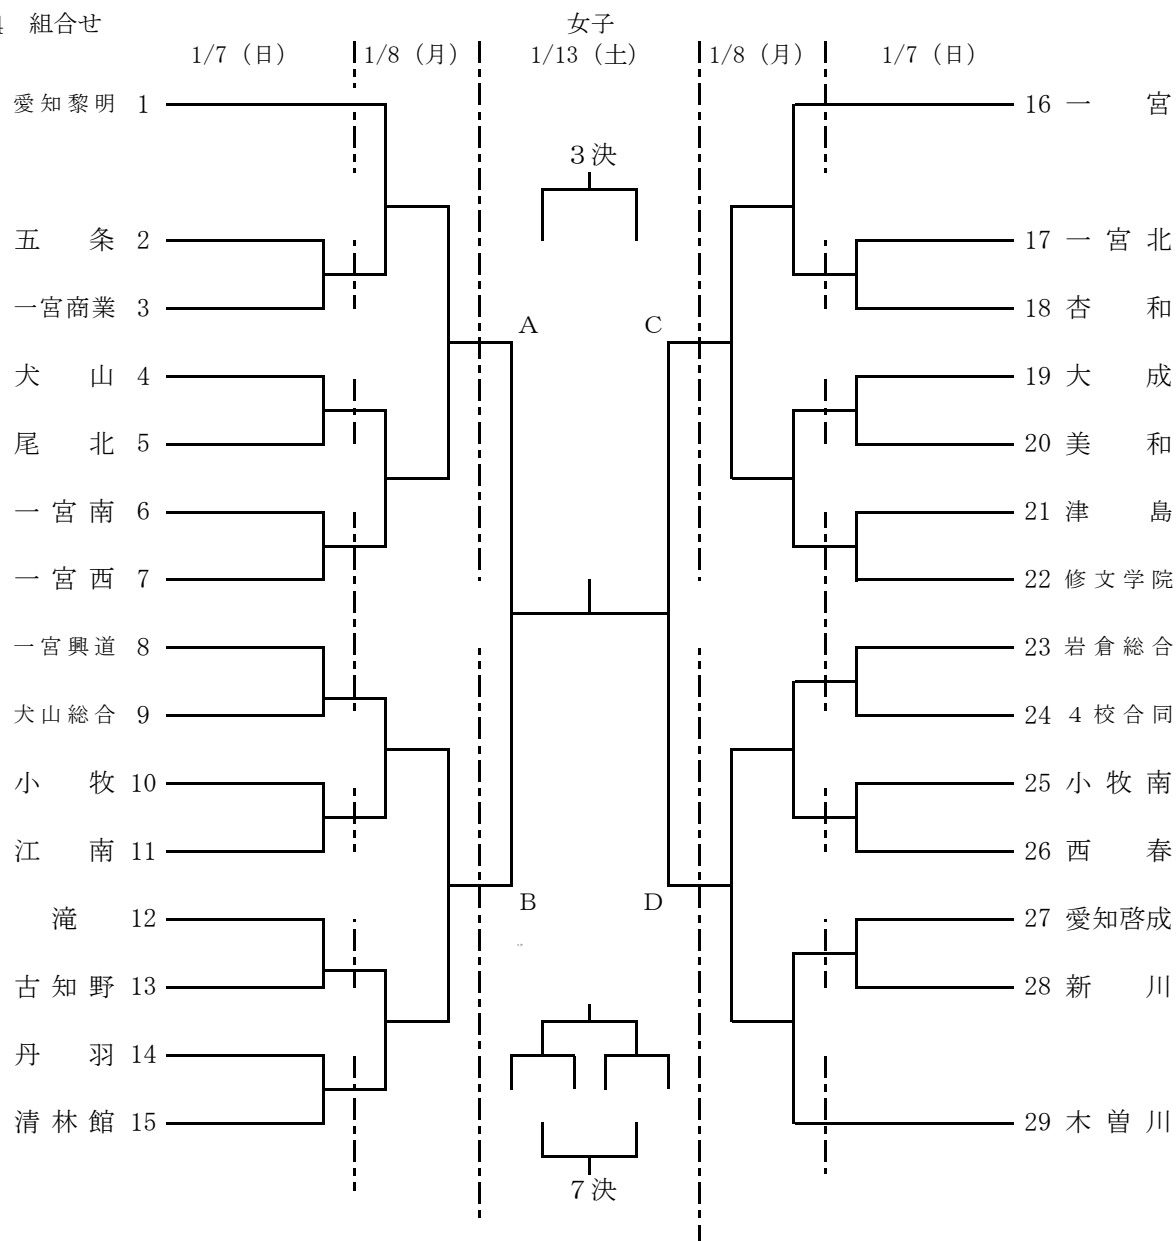 組合せ 女子
1/7（日） 1/8（月） 1/13（土） 1/8（月） 1/7（日）
愛知黎明 1
五条 2
一宮商業 3
犬山 4
尾北 5
一宮南 6
一宮西 7
一宮興道 8
犬山総合 9
小牧 10
江南 11
滝 12
古知野 13
丹羽 14
清林館 15
3決
A C
B D
7決
16 一宮
17 一宮北
18 杏和
19 大成
20 美和
21 津島
22 修文学院
23 岩倉総合
24 4校合同
25 小牧南
26 西春
27 愛知啓成
28 新川
29 木曽川